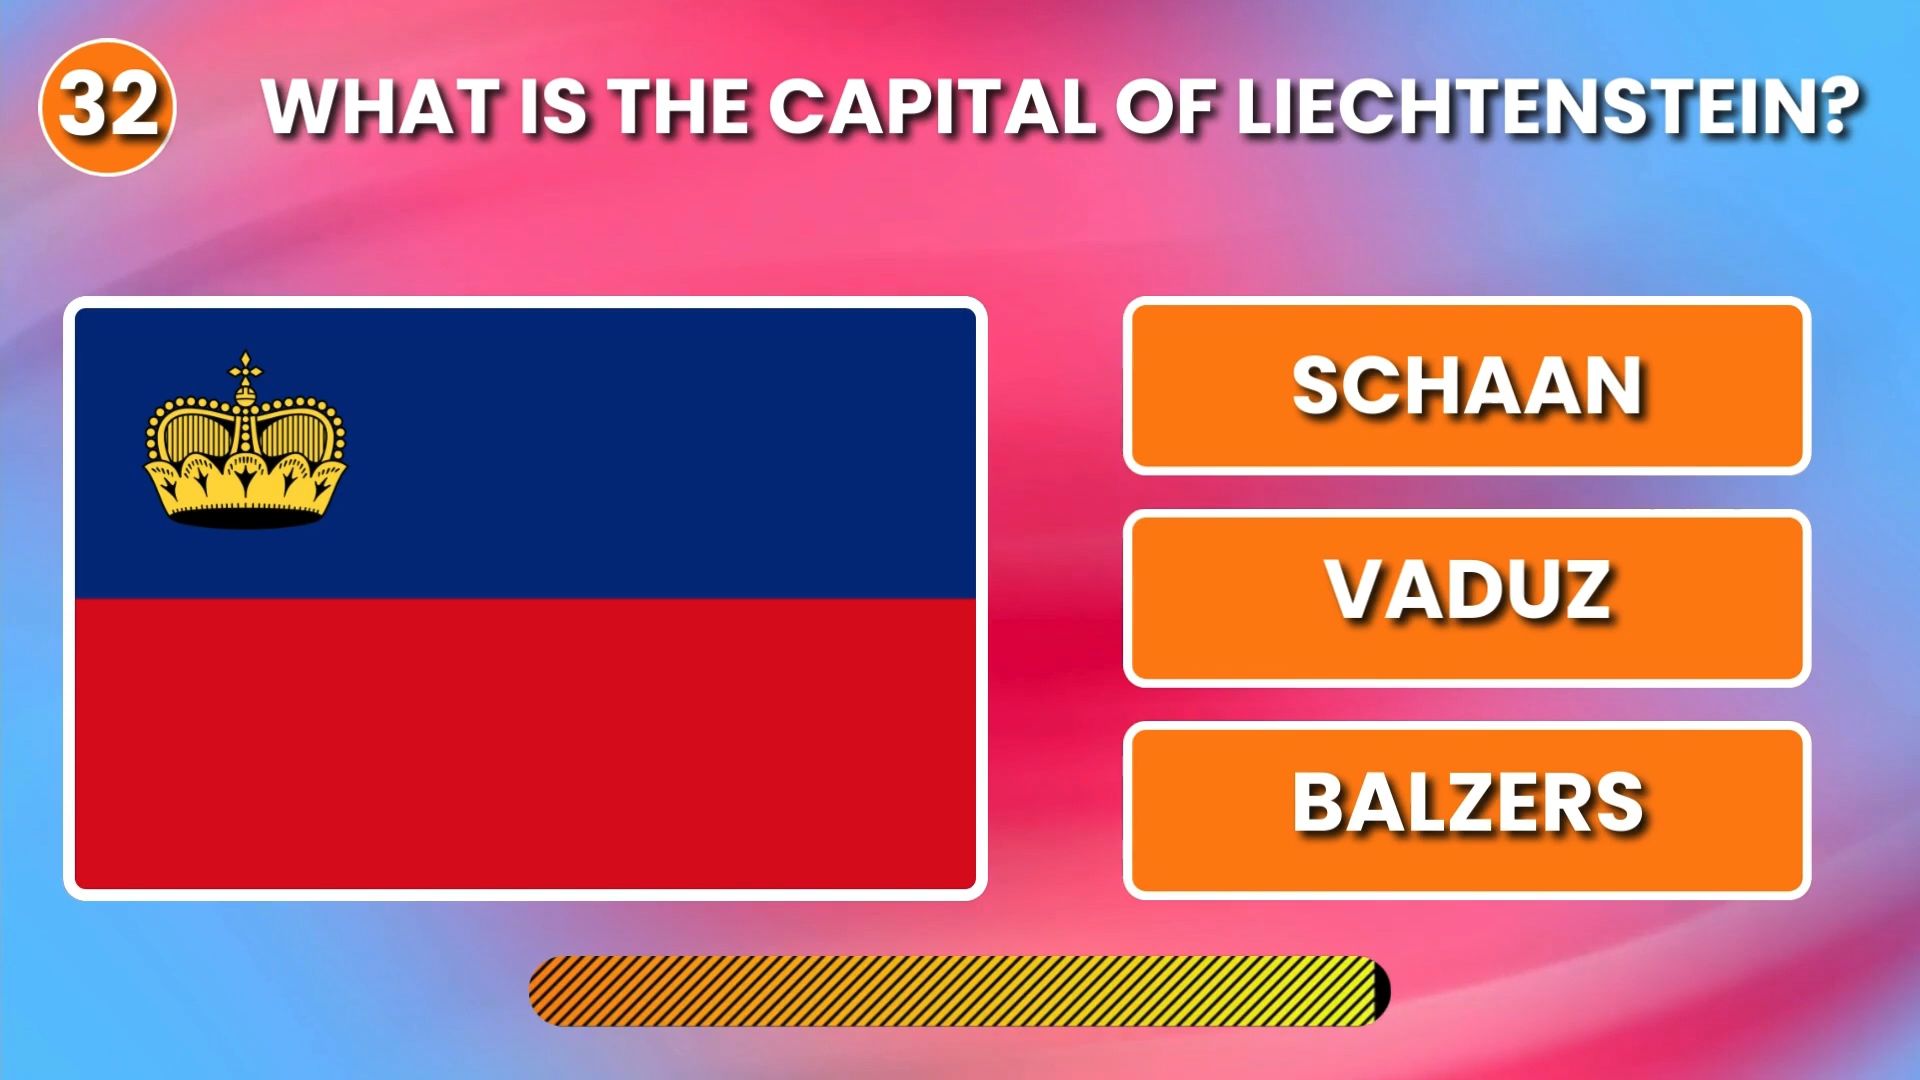 32
WHAT IS THE CAPITAL OF LIECHTENSTEIN?
SCHAAN
VADUZ
BALZERS